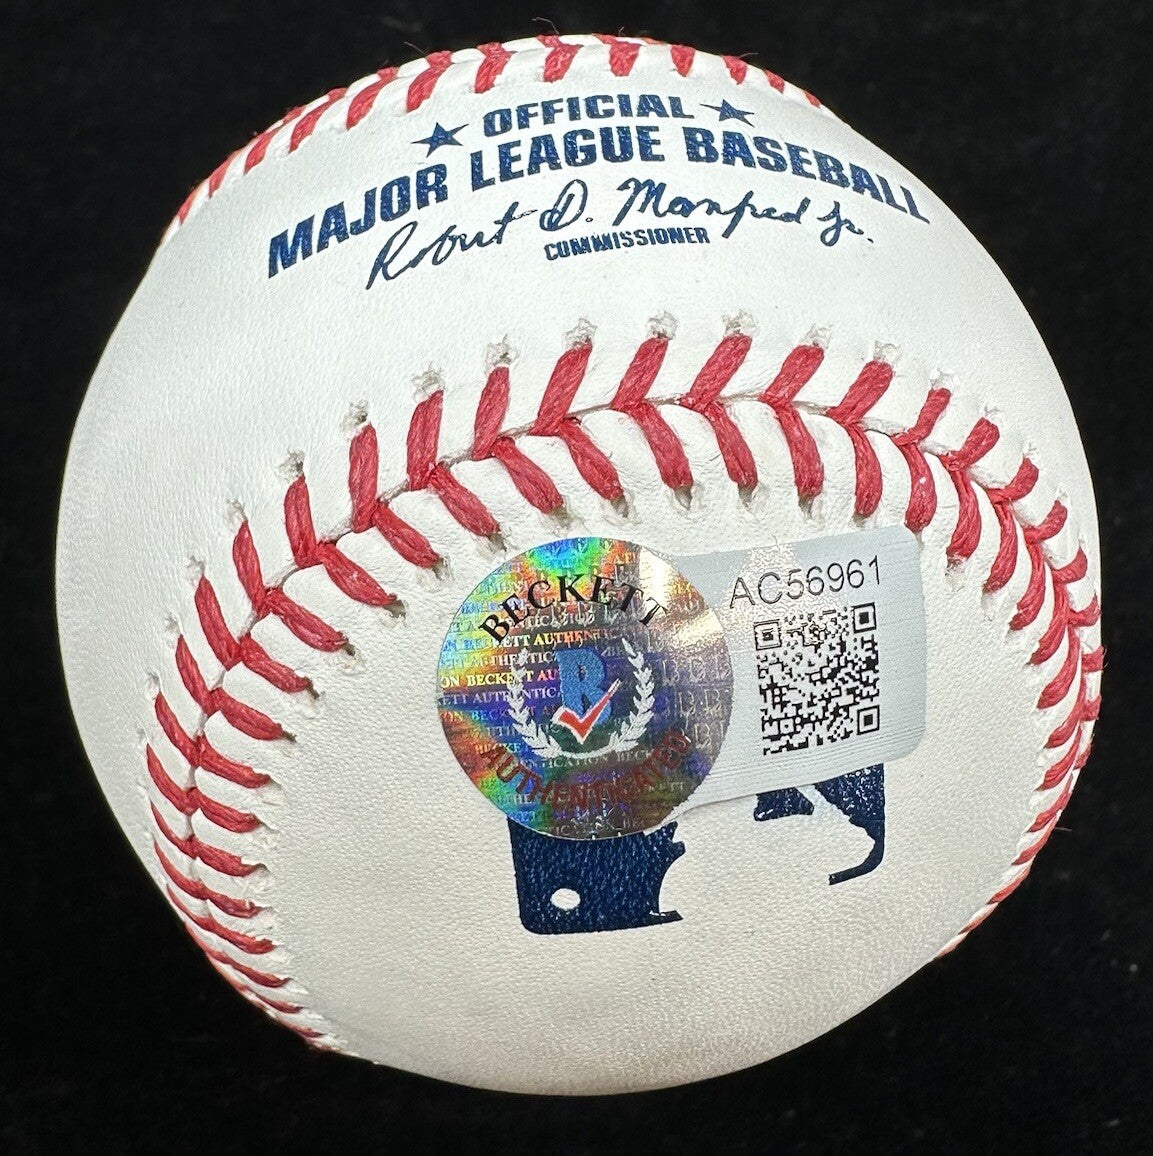 ★ OFFICIAL ★
MAJOR LEAGUE BASEBALL
Robert D. Manfred Jr.
COMMISSIONER
BECKETT
AUTHENTICATED
B
AC56961